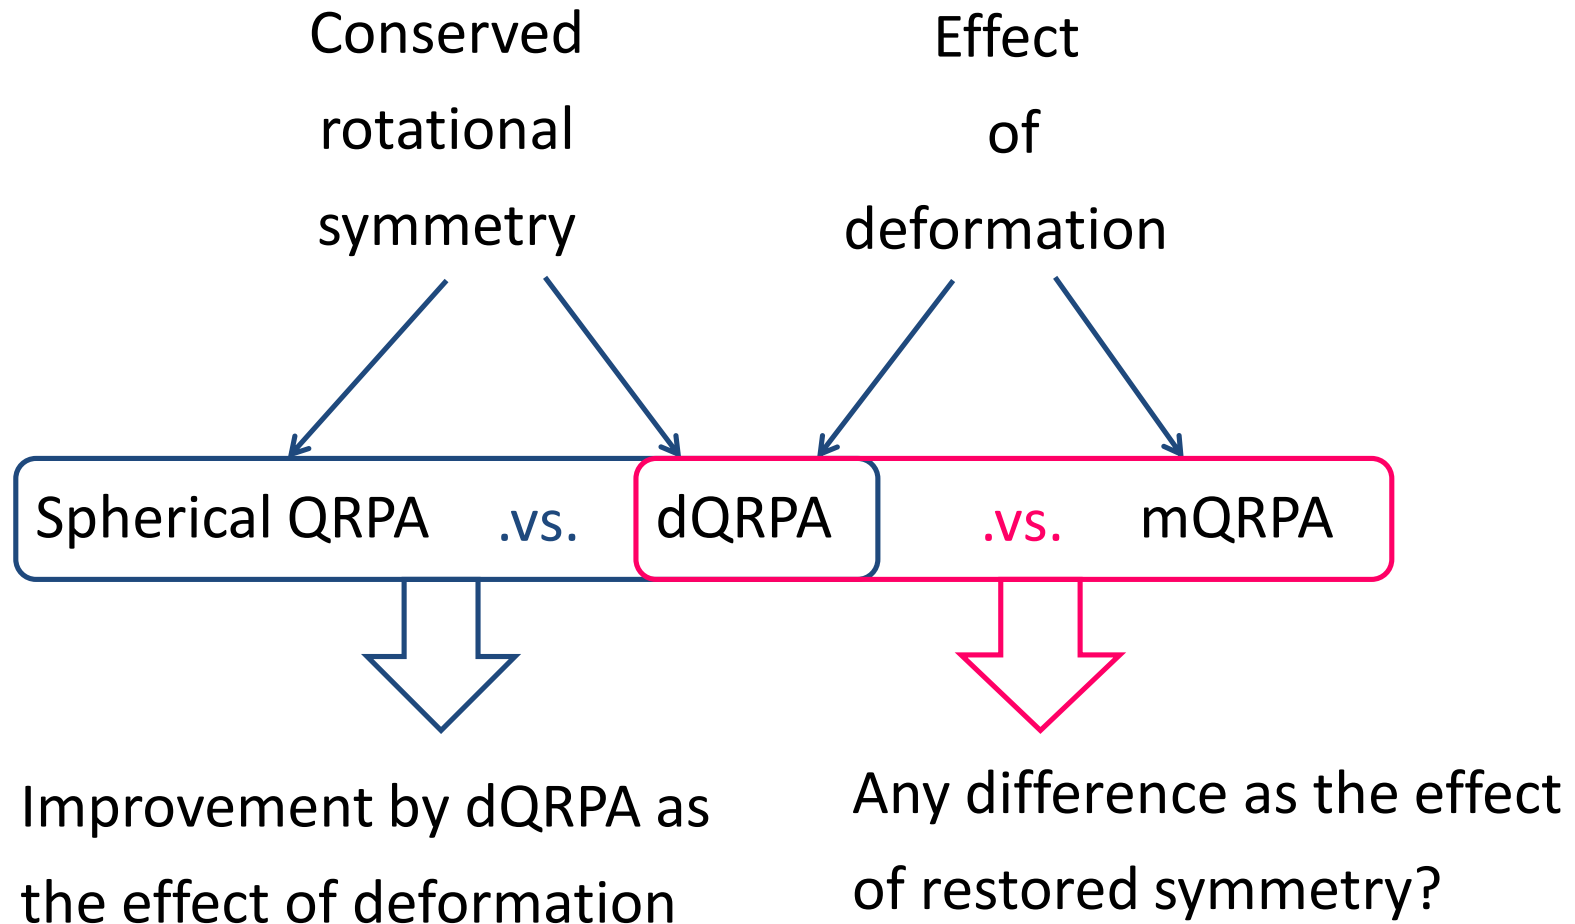 Conserved
rotational
symmetry
Effect
of
deformation
Spherical QRPA .vs. dQRPA .vs. mQRPA
Improvement by dQRPA as
the effect of deformation
Any difference as the effect
of restored symmetry?